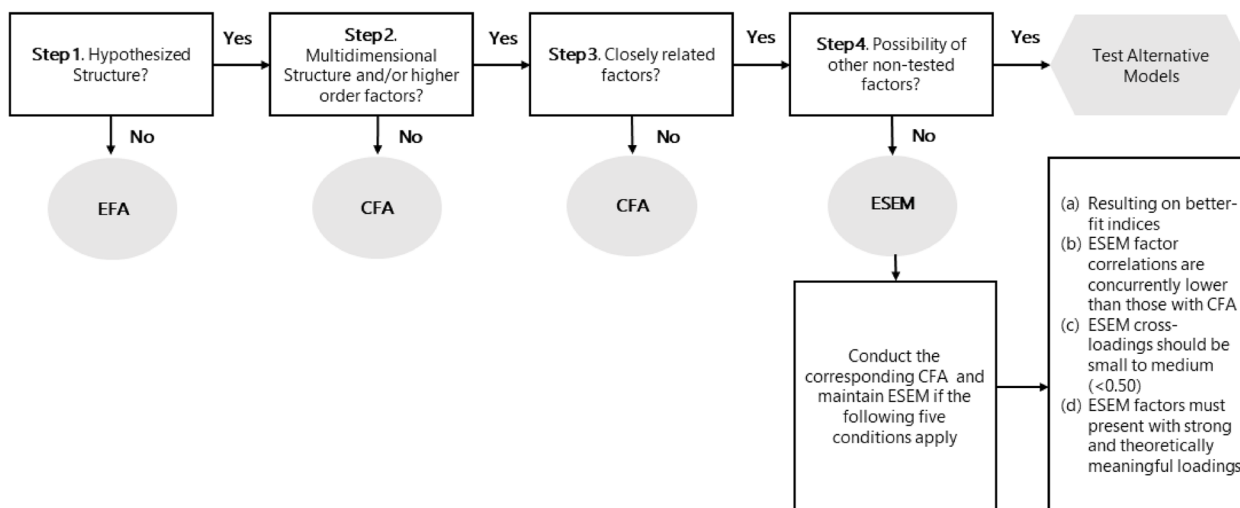 Step1. Hypothesized
Structure?
Yes
No
EFA
Step2.
Multidimensional
Structure and/or higher
order factors?
Yes
No
CFA
Step3. Closely related
factors?
Yes
No
CFA
Step4. Possibility of
other non-tested
factors?
Yes
No
Test Alternative
Models
ESEM
Conduct the
corresponding CFA and
maintain ESEM if the
following five
conditions apply
(a) Resulting on better-
fit indices
(b) ESEM factor
correlations are
concurrently lower
than those with CFA
(c) ESEM cross-
loadings should be
small to medium
(<0.50)
(d) ESEM factors must
present with strong
and theoretically
meaningful loadings